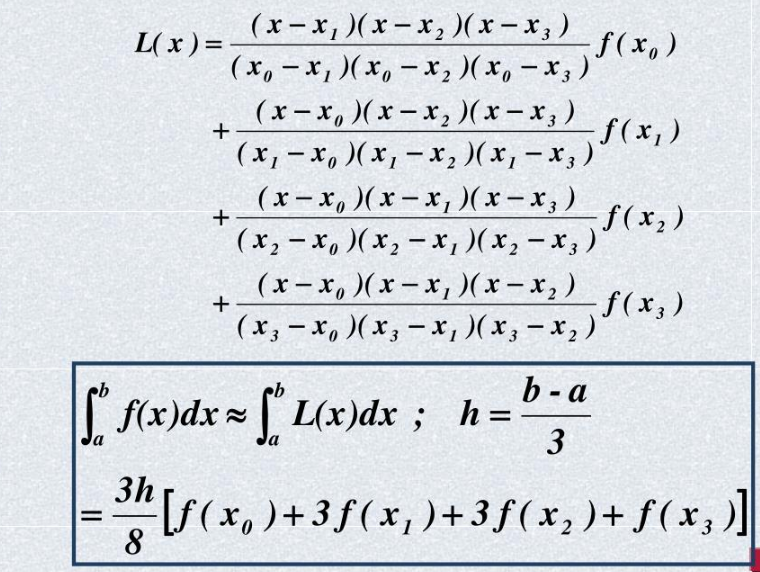 L(x) = (x − x₁)(x − x₂)(x − x₃) / (x₀ − x₁)(x₀ − x₂)(x₀ − x₃) f(x₀)
+ (x − x₀)(x − x₂)(x − x₃) / (x₁ − x₀)(x₁ − x₂)(x₁ − x₃) f(x₁)
+ (x − x₀)(x − x₁)(x − x₃) / (x₂ − x₀)(x₂ − x₁)(x₂ − x₃) f(x₂)
+ (x − x₀)(x − x₁)(x − x₂) / (x₃ − x₀)(x₃ − x₁)(x₃ − x₂) f(x₃)
∫ₐᵇ f(x)dx ≈ ∫ₐᵇ L(x)dx ; h = b - a / 3
= 3h / 8 [f(x₀) + 3f(x₁) + 3f(x₂) + f(x₃)]